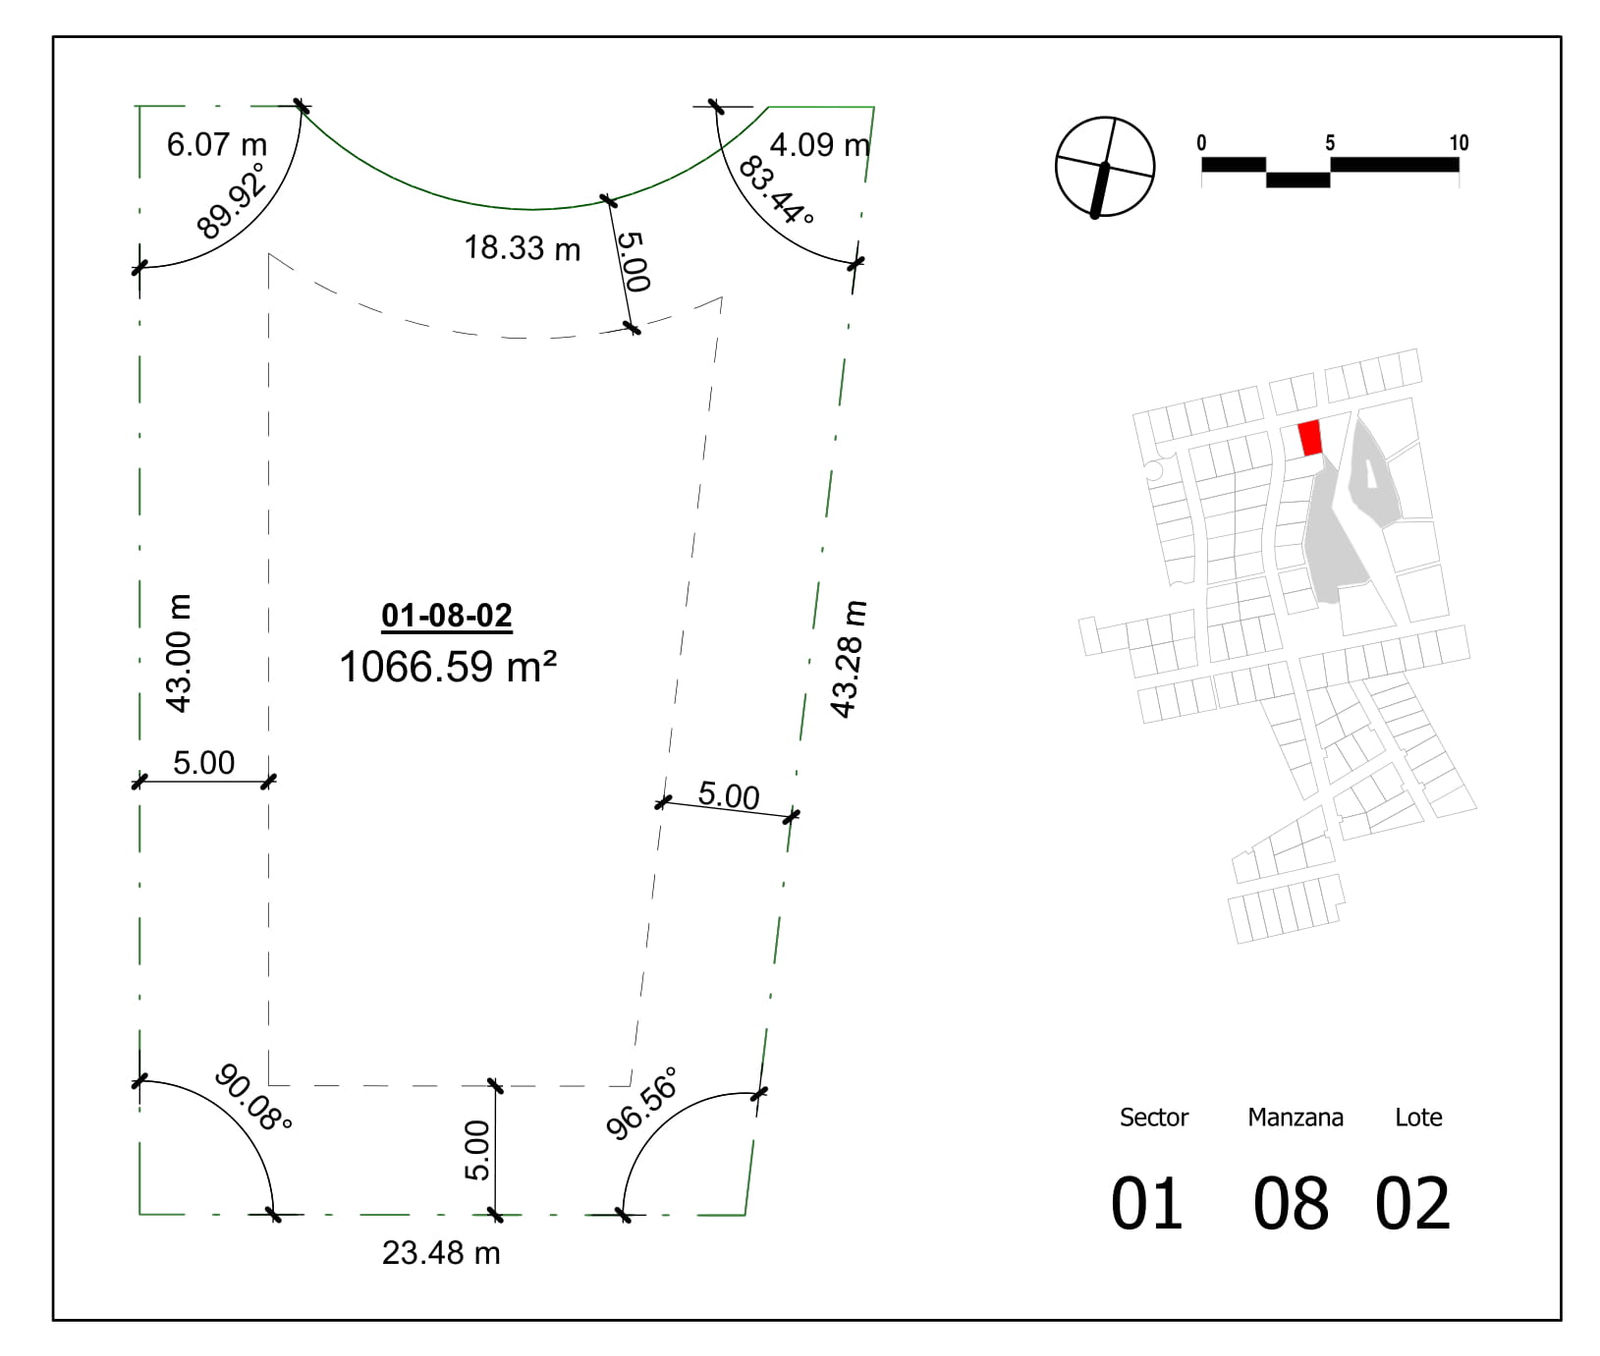 6.07 m
4.09 m
89.92°
83.44°
18.33 m
5.00
0 5 10
43.00 m
01-08-02
1066.59 m²
43.28 m
5.00
5.00
90.08°
96.56°
5.00
23.48 m
Sector Manzana Lote
01 08 02